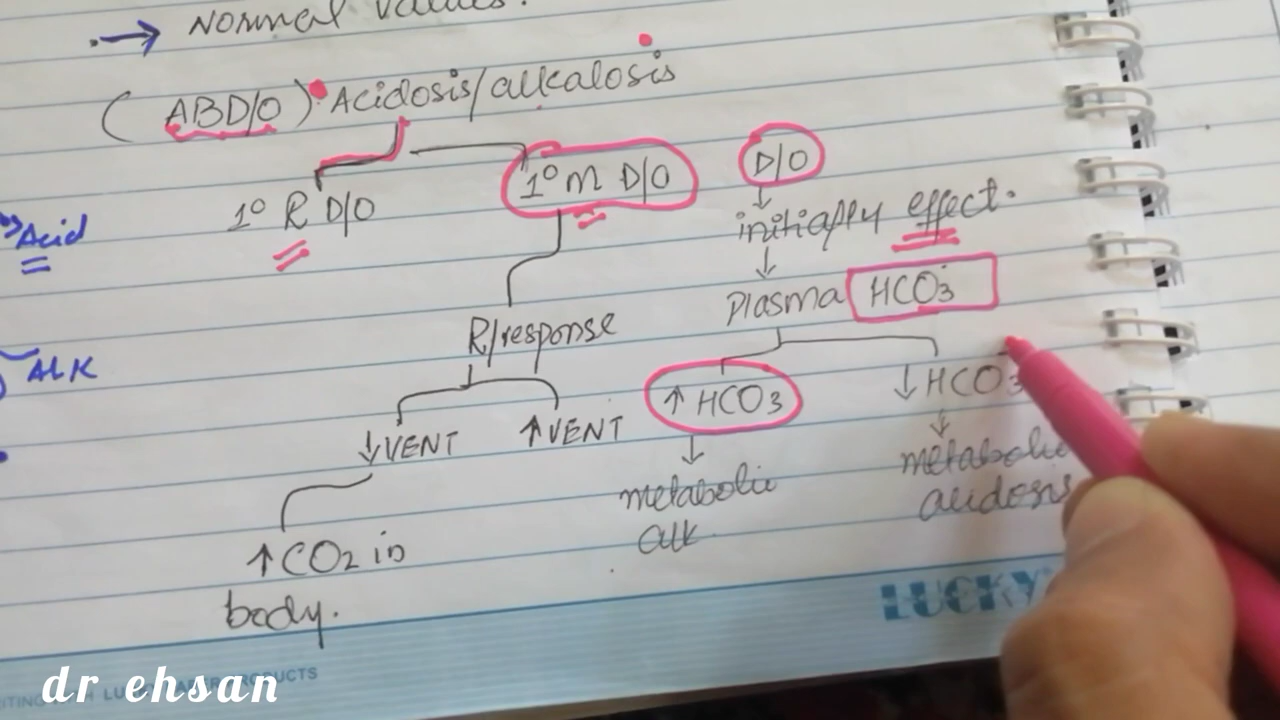 → Normal values.
(ABD/O) Acidosis/alkalosis
1° R D/O
1° M D/O
D/O
↓
initially effect.
↓
Plasma HCO3⁻
R/response
↑ HCO3
↓ HCO3
↓VENT
↑VENT
↓
metabolic
alk.
↓
metabolic
acidosis
↑CO2 in
body.
Acid
ALK
LUCKY
dr ehsan